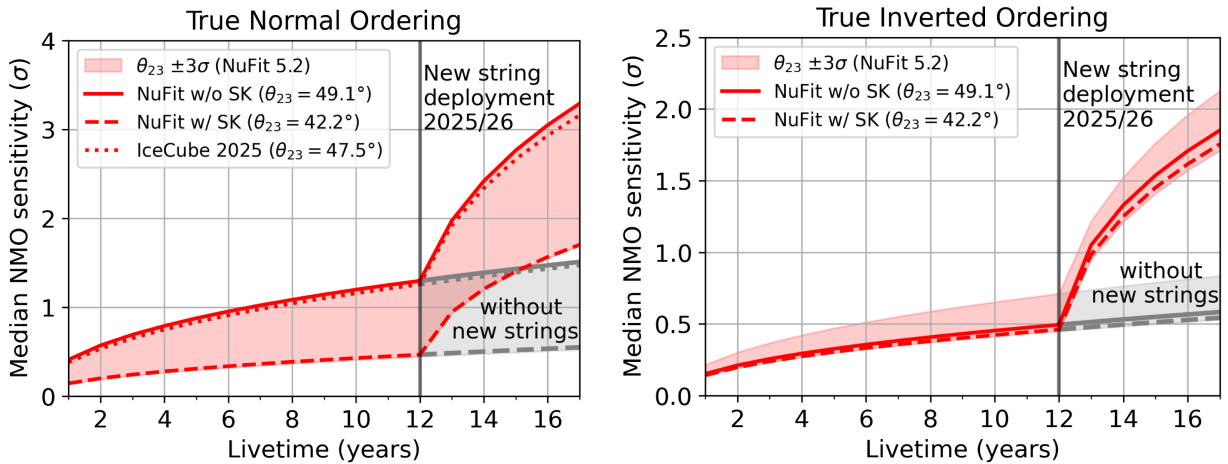 True Normal Ordering
Median NMO sensitivity (σ)
4
3
2
1
0
θ₂₃ ±3σ (NuFit 5.2)
NuFit w/o SK (θ₂₃ = 49.1°)
NuFit w/ SK (θ₂₃ = 42.2°)
IceCube 2025 (θ₂₃ = 47.5°)
New string
deployment
2025/26
without
new strings
2 4 6 8 10 12 14 16
Livetime (years)
True Inverted Ordering
Median NMO sensitivity (σ)
2.5
2.0
1.5
1.0
0.5
0.0
θ₂₃ ±3σ (NuFit 5.2)
NuFit w/o SK (θ₂₃ = 49.1°)
NuFit w/ SK (θ₂₃ = 42.2°)
New string
deployment
2025/26
without
new strings
2 4 6 8 10 12 14 16
Livetime (years)